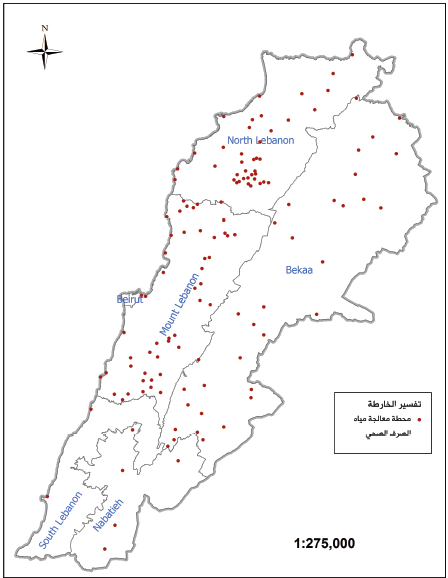 N
North Lebanon
Bekaa
Beirut
Mount Lebanon
تفسير الخارطة
محطة معالجة مياه
الصرف الصحي
South Lebanon
Nabatieh
1:275,000